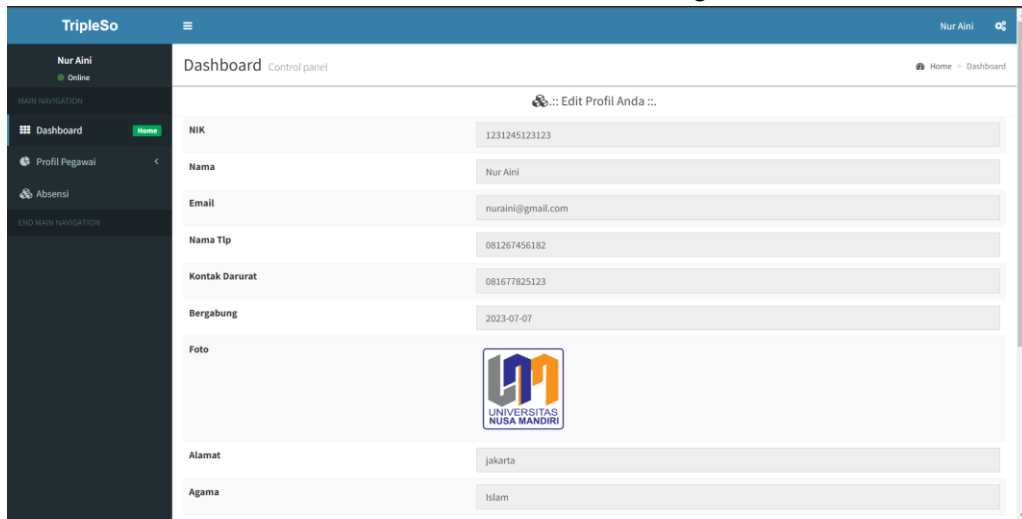 TripleSo
Nur Aini
Nur Aini
Online
Dashboard Control panel
Home > Dashboard
MAIN NAVIGATION
Dashboard Home
Profil Pegawai
Absensi
END MAIN NAVIGATION
.:: Edit Profil Anda ::.
NIK 1231245123123
Nama Nur Aini
Email nuraini@gmail.com
Nama Tlp 081267456182
Kontak Darurat 081677825123
Bergabung 2023-07-07
Foto
UNIVERSITAS
NUSA MANDIRI
Alamat jakarta
Agama Islam